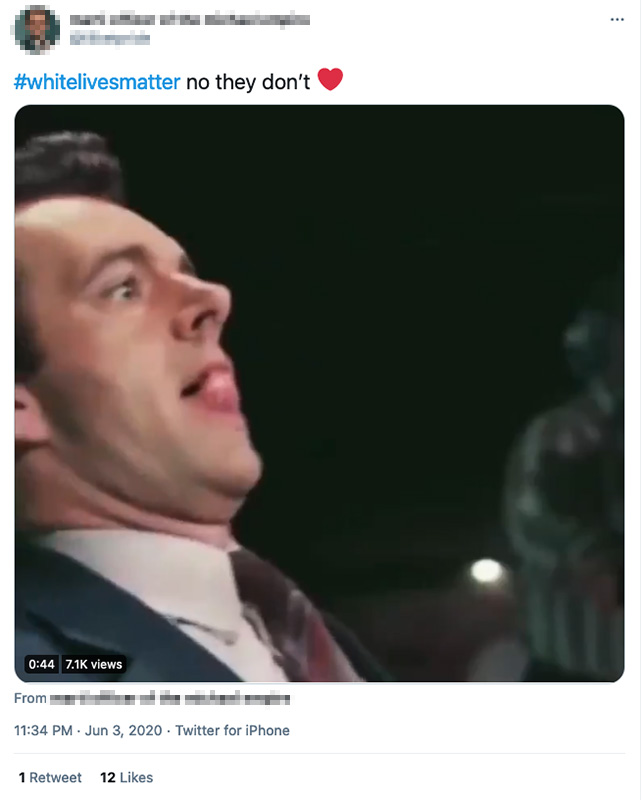 #whitelivesmatter no they don’t ❤️
0:44 7.1K views
From
11:34 PM · Jun 3, 2020 · Twitter for iPhone
1 Retweet 12 Likes